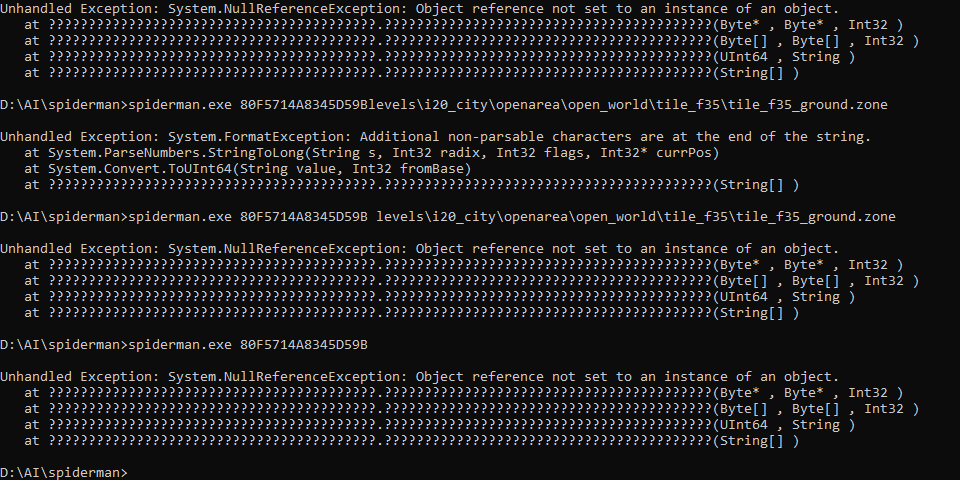 Unhandled Exception: System.NullReferenceException: Object reference not set to an instance of an object.
   at ?????????????????????????????????????????.?????????????????????????????????????????(Byte* , Byte* , Int32 )
   at ?????????????????????????????????????????.?????????????????????????????????????????(Byte[] , Byte[] , Int32 )
   at ?????????????????????????????????????????.?????????????????????????????????????????(UInt64 , String )
   at ?????????????????????????????????????????.?????????????????????????????????????????(String[] )
D:\AI\spiderman>spiderman.exe 80F5714A8345D59Blevels\i20_city\openarea\open_world\tile_f35\tile_f35_ground.zone
Unhandled Exception: System.FormatException: Additional non-parsable characters are at the end of the string.
   at System.ParseNumbers.StringToLong(String s, Int32 radix, Int32 flags, Int32* currPos)
   at System.Convert.ToUInt64(String value, Int32 fromBase)
   at ?????????????????????????????????????????.?????????????????????????????????????????(String[] )
D:\AI\spiderman>spiderman.exe 80F5714A8345D59B levels\i20_city\openarea\open_world\tile_f35\tile_f35_ground.zone
Unhandled Exception: System.NullReferenceException: Object reference not set to an instance of an object.
   at ?????????????????????????????????????????.?????????????????????????????????????????(Byte* , Byte* , Int32 )
   at ?????????????????????????????????????????.?????????????????????????????????????????(Byte[] , Byte[] , Int32 )
   at ?????????????????????????????????????????.?????????????????????????????????????????(UInt64 , String )
   at ?????????????????????????????????????????.?????????????????????????????????????????(String[] )
D:\AI\spiderman>spiderman.exe 80F5714A8345D59B
Unhandled Exception: System.NullReferenceException: Object reference not set to an instance of an object.
   at ?????????????????????????????????????????.?????????????????????????????????????????(Byte* , Byte* , Int32 )
   at ?????????????????????????????????????????.?????????????????????????????????????????(Byte[] , Byte[] , Int32 )
   at ?????????????????????????????????????????.?????????????????????????????????????????(UInt64 , String )
   at ?????????????????????????????????????????.?????????????????????????????????????????(String[] )
D:\AI\spiderman>